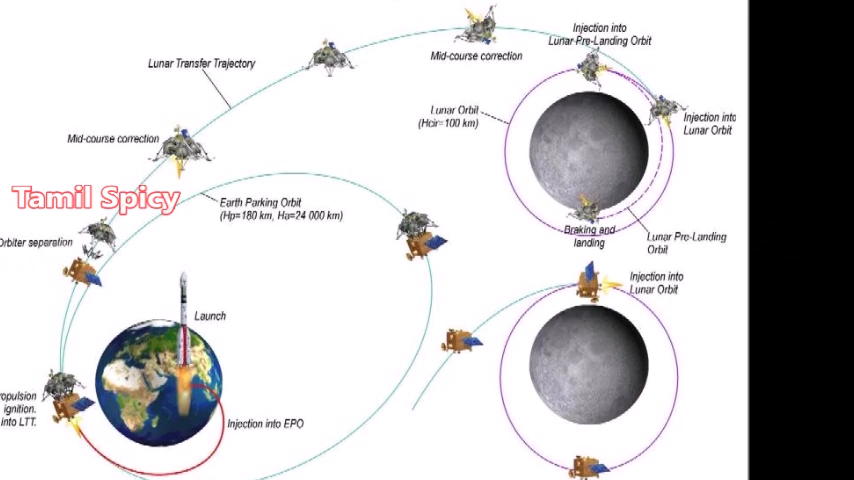 Injection into
Lunar Pre-Landing Orbit
Mid-course correction
Lunar Transfer Trajectory
Lunar Orbit
(Hcir=100 km)
Injection into
Lunar Orbit
Mid-course correction
Tamil Spicy
Earth Parking Orbit
(Hp=180 km, Ha=24 000 km)
Braking and
landing
Lunar Pre-Landing
Orbit
Orbiter separation
Injection into
Lunar Orbit
Launch
ropulsion
ignition.
into LTT.
Injection into EPO